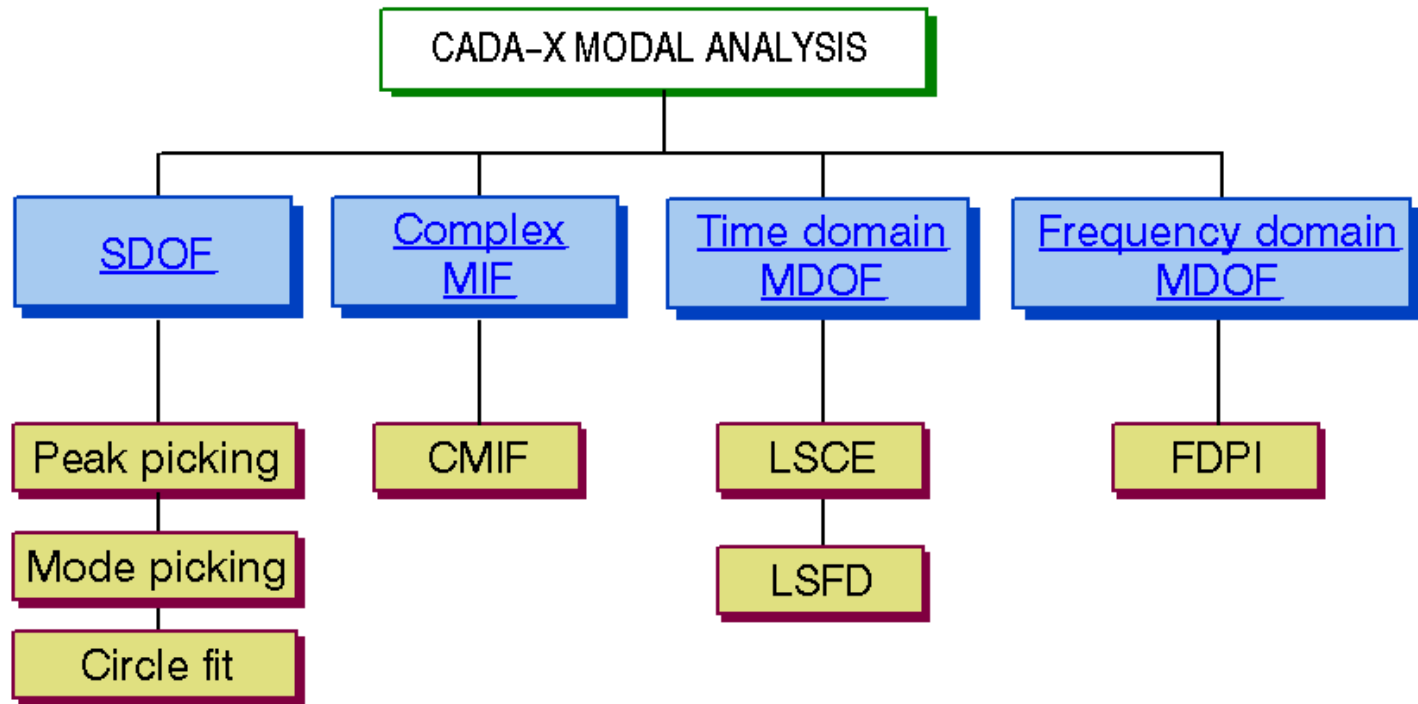 CADA-X MODAL ANALYSIS
SDOF
Complex
MIF
Time domain
MDOF
Frequency domain
MDOF
Peak picking
CMIF
LSCE
FDPI
Mode picking
LSFD
Circle fit